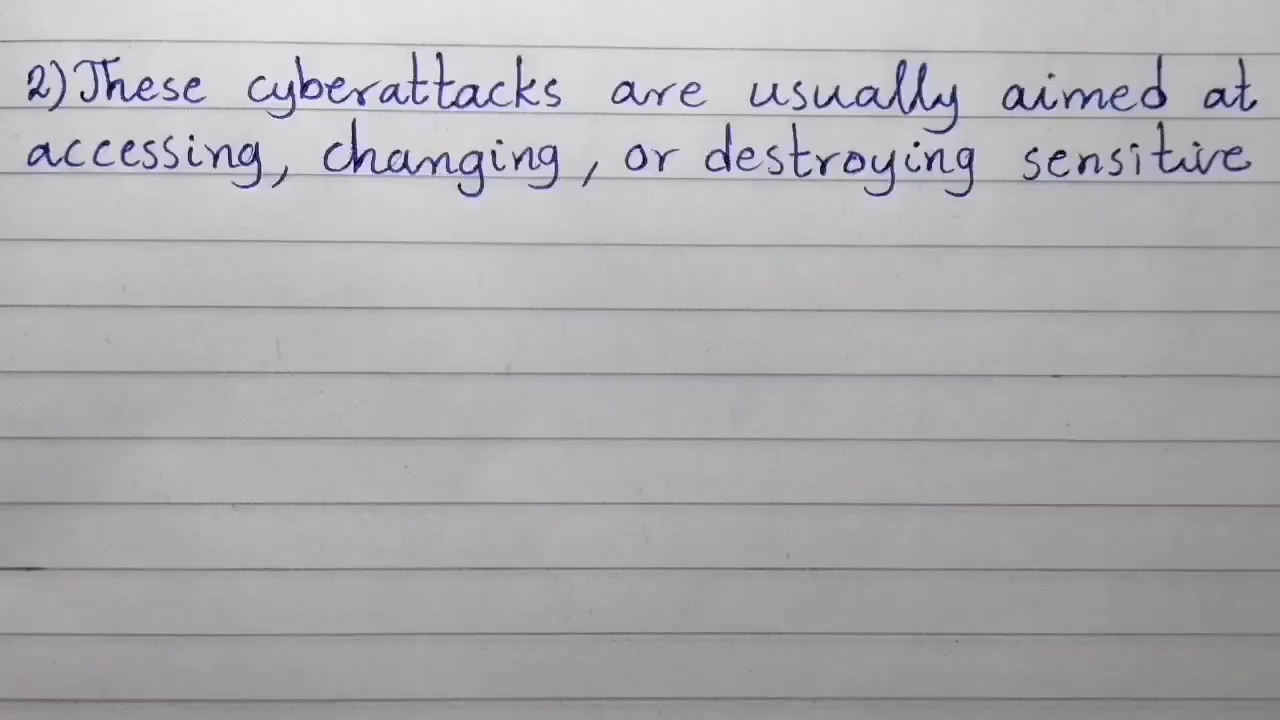 2) These cyberattacks are usually aimed at
accessing, changing, or destroying sensitive